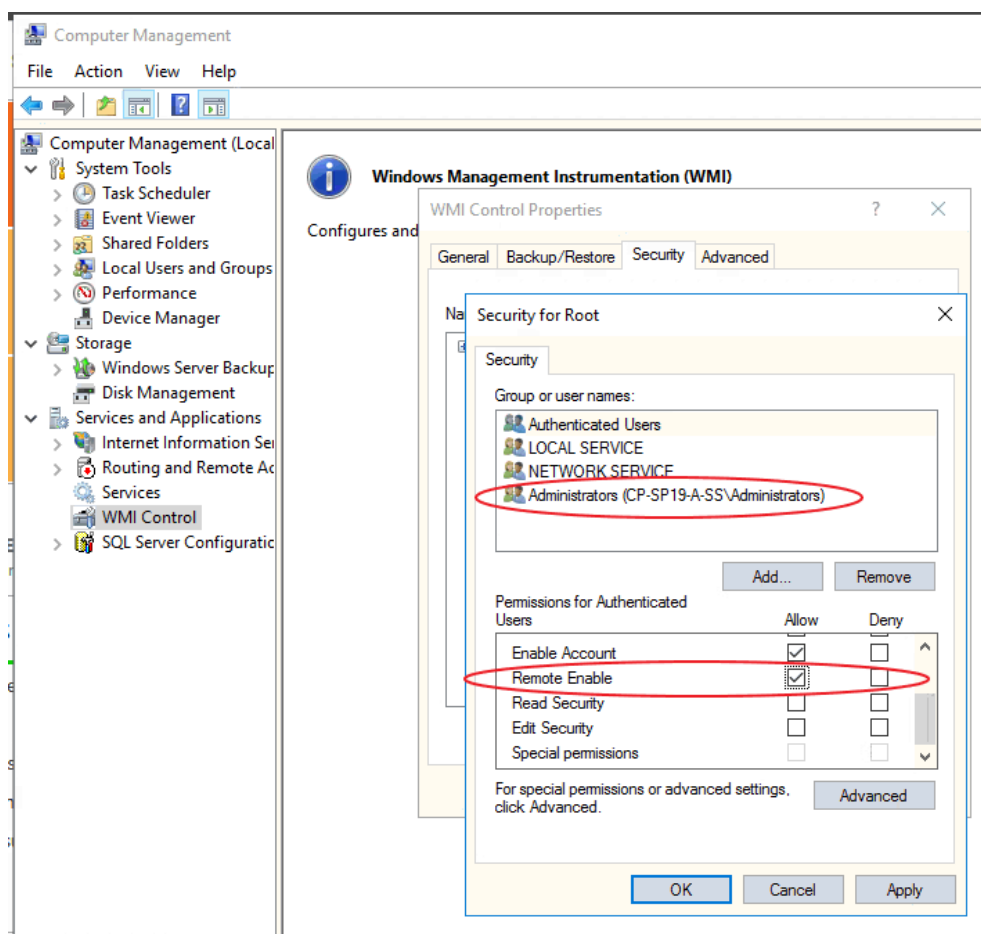 Computer Management
File Action View Help
Computer Management (Local
System Tools
Task Scheduler
Event Viewer
Shared Folders
Local Users and Groups
Performance
Device Manager
Storage
Windows Server Backup
Disk Management
Services and Applications
Internet Information Ser
Routing and Remote Ac
Services
WMI Control
SQL Server Configuratic
Windows Management Instrumentation (WMI)
Configures and
WMI Control Properties
General Backup/Restore Security Advanced
Na
Security for Root
Security
Group or user names:
Authenticated Users
LOCAL SERVICE
NETWORK SERVICE
Administrators (CP-SP19-A-SS\Administrators)
Add... Remove
Permissions for Authenticated
Users Allow Deny
Enable Account
Remote Enable
Read Security
Edit Security
Special permissions
For special permissions or advanced settings,
click Advanced.
Advanced
OK Cancel Apply